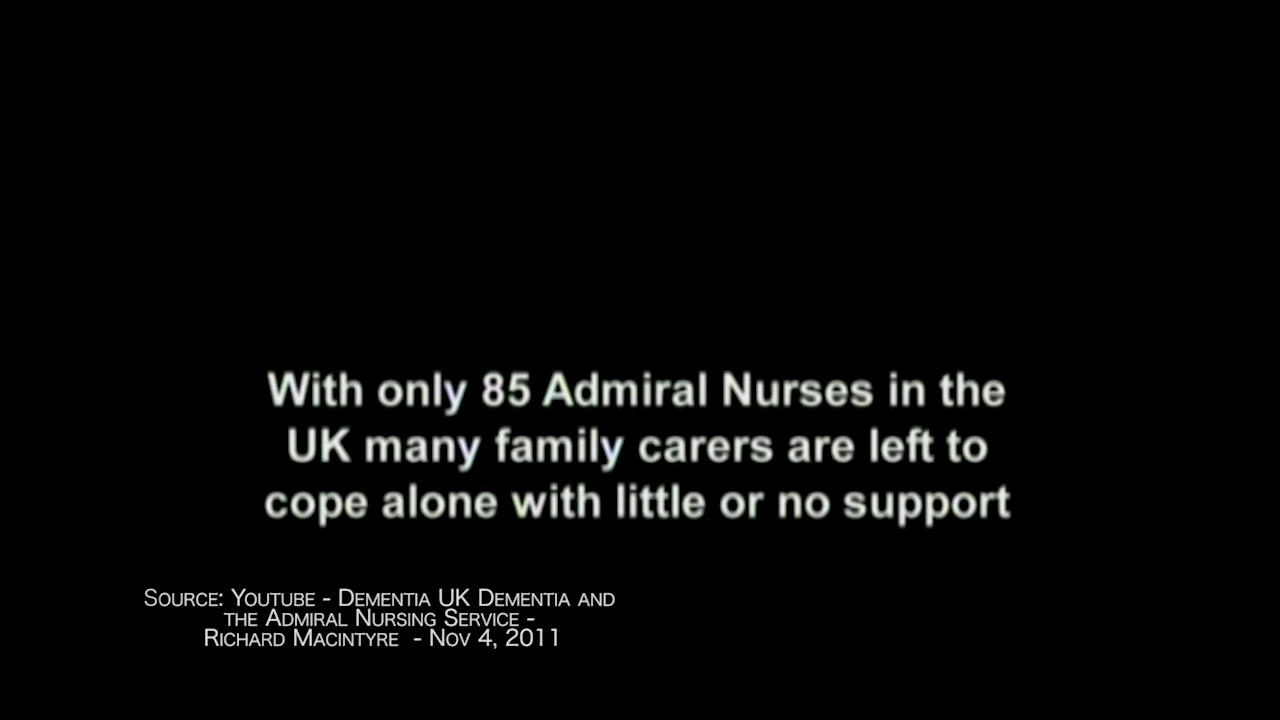 With only 85 Admiral Nurses in the
UK many family carers are left to
cope alone with little or no support
Source: Youtube - Dementia UK Dementia and
the Admiral Nursing Service -
Richard Macintyre - Nov 4, 2011